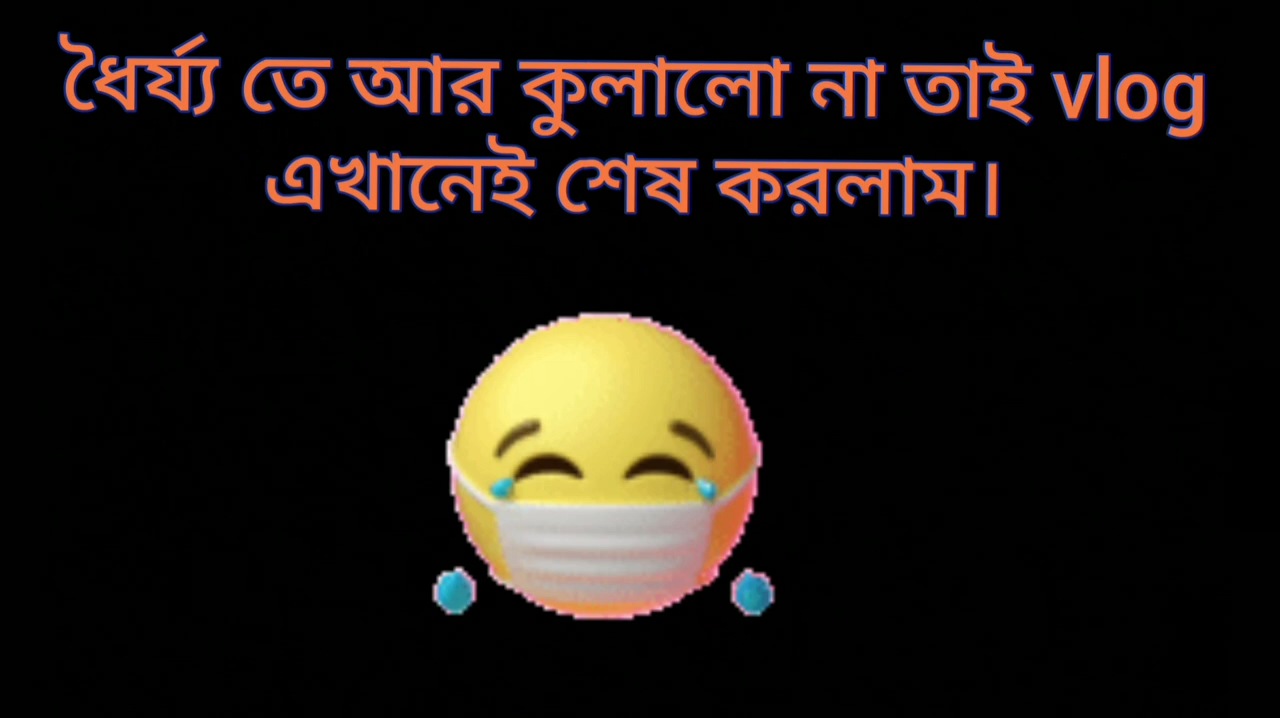 ধৈর্য্য তে আর কুলালো না তাই vlog
এখানেই শেষ করলাম।